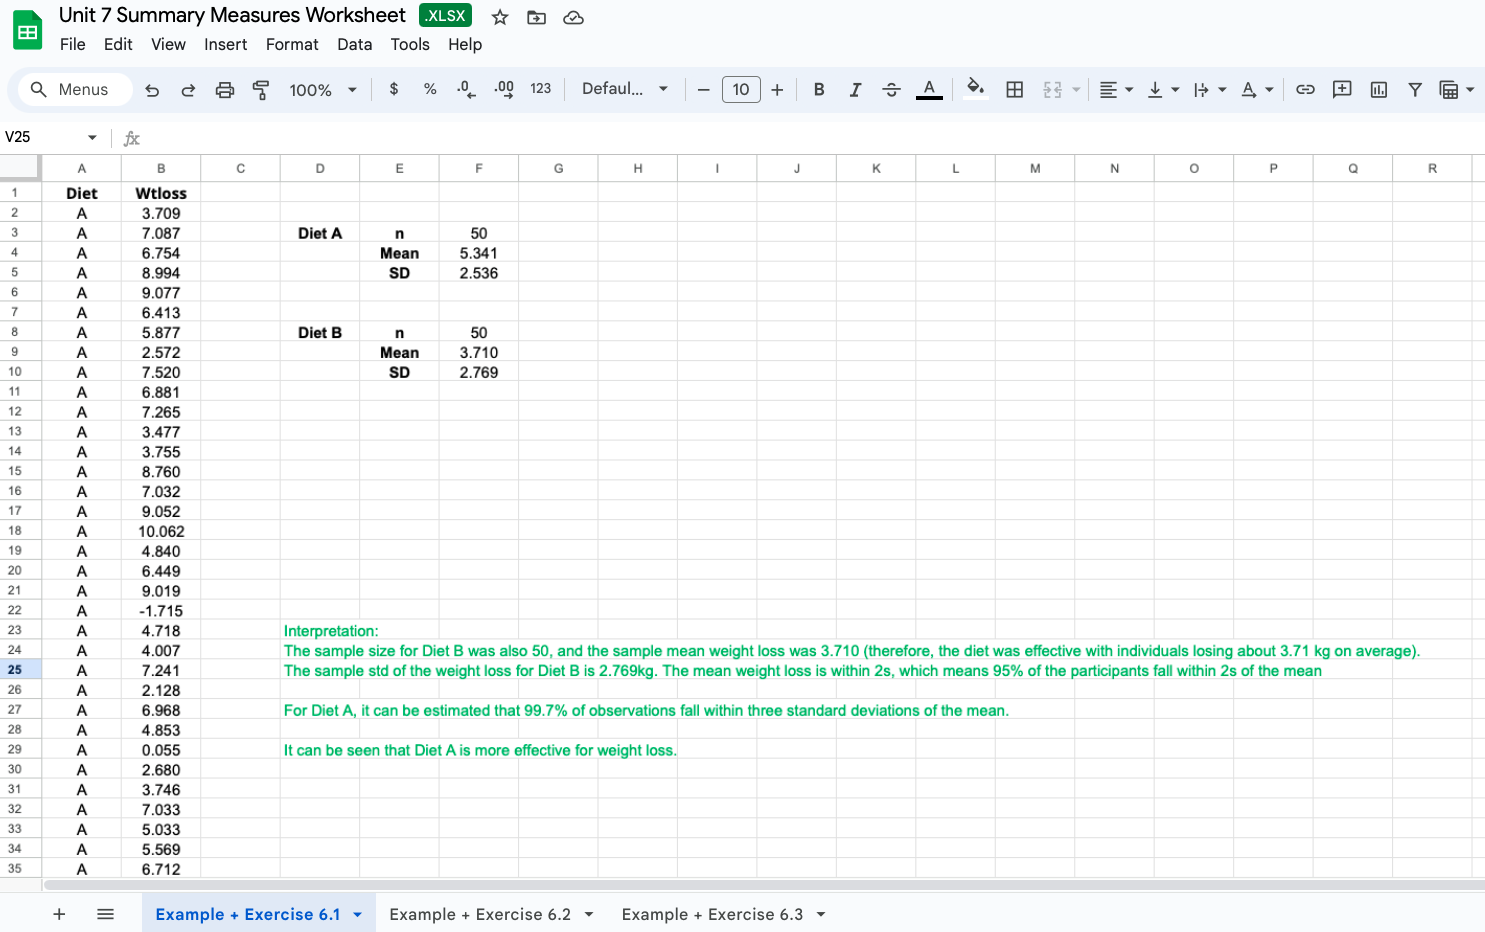 Unit 7 Summary Measures Worksheet .XLSX
File Edit View Insert Format Data Tools Help
Menus 100% $ % .0 .00 123 Defaul... 10 B I S A
V25 fx
A B C D E F G H I J K L M N O P Q R
1 Diet Wtloss
2 A 3.709
3 A 7.087 Diet A n 50
4 A 6.754 Mean 5.341
5 A 8.994 SD 2.536
6 A 9.077
7 A 6.413
8 A 5.877 Diet B n 50
9 A 2.572 Mean 3.710
10 A 7.520 SD 2.769
11 A 6.881
12 A 7.265
13 A 3.477
14 A 3.755
15 A 8.760
16 A 7.032
17 A 9.052
18 A 10.062
19 A 4.840
20 A 6.449
21 A 9.019
22 A -1.715
23 A 4.718 Interpretation:
24 A 4.007 The sample size for Diet B was also 50, and the sample mean weight loss was 3.710 (therefore, the diet was effective with individuals losing about 3.71 kg on average).
25 A 7.241 The sample std of the weight loss for Diet B is 2.769kg. The mean weight loss is within 2s, which means 95% of the participants fall within 2s of the mean
26 A 2.128
27 A 6.968 For Diet A, it can be estimated that 99.7% of observations fall within three standard deviations of the mean.
28 A 4.853
29 A 0.055 It can be seen that Diet A is more effective for weight loss.
30 A 2.680
31 A 3.746
32 A 7.033
33 A 5.033
34 A 5.569
35 A 6.712
Example + Exercise 6.1 Example + Exercise 6.2 Example + Exercise 6.3